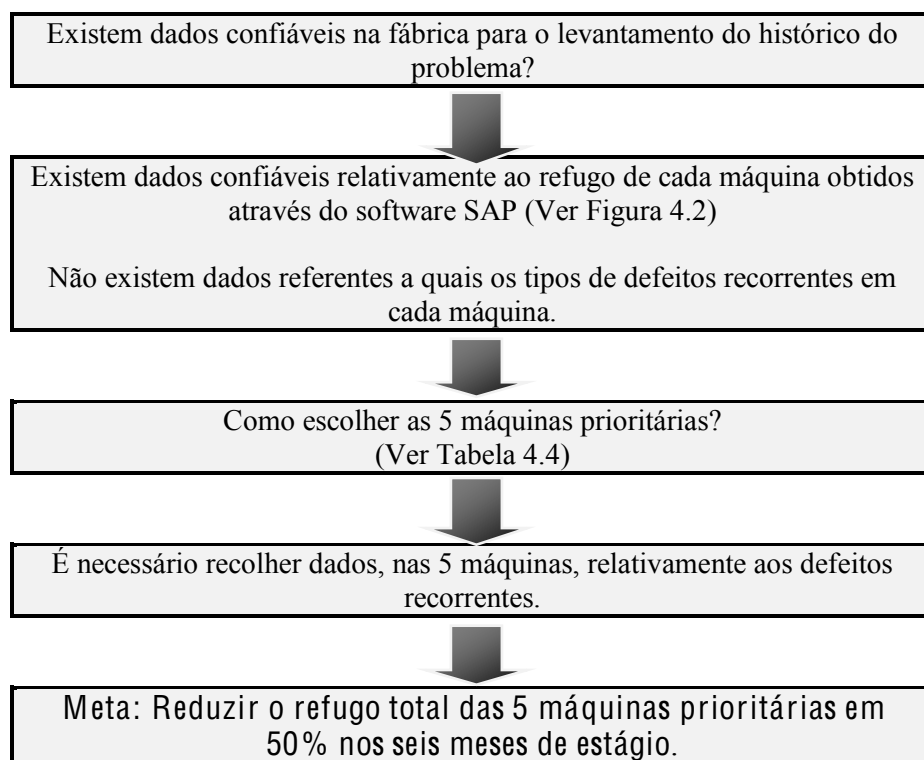 Existem dados confiáveis na fábrica para o levantamento do histórico do
problema?
Existem dados confiáveis relativamente ao refugo de cada máquina obtidos
através do software SAP (Ver Figura 4.2)
Não existem dados referentes a quais os tipos de defeitos recorrentes em
cada máquina.
Como escolher as 5 máquinas prioritárias?
(Ver Tabela 4.4)
É necessário recolher dados, nas 5 máquinas, relativamente aos defeitos
recorrentes.
Meta: Reduzir o refugo total das 5 máquinas prioritárias em
50% nos seis meses de estágio.